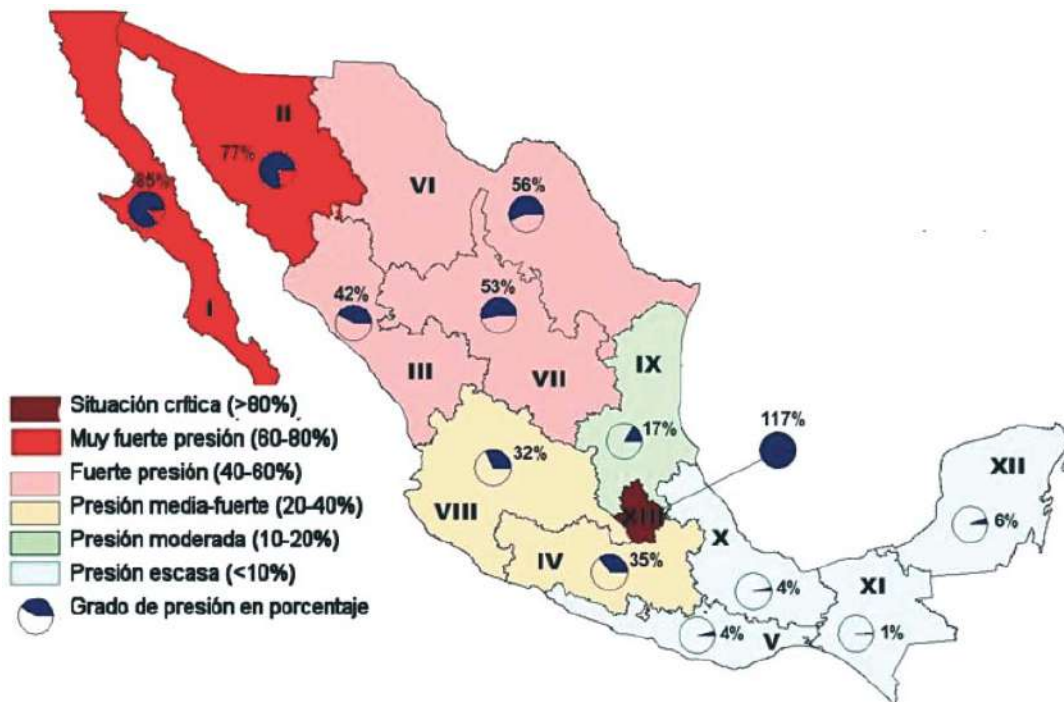 II
77%
VI
56%
I
42%
53%
III
VII
IX
17%
117%
Situación crítica (>80%)
Muy fuerte presión (60-80%)
Fuerte presión (40-60%)
Presión media-fuerte (20-40%)
Presión moderada (10-20%)
Presión escasa (<10%)
Grado de presión en porcentaje
32%
VIII
XIII
XII
6%
IV
35%
X
4%
XI
1%
4%
V